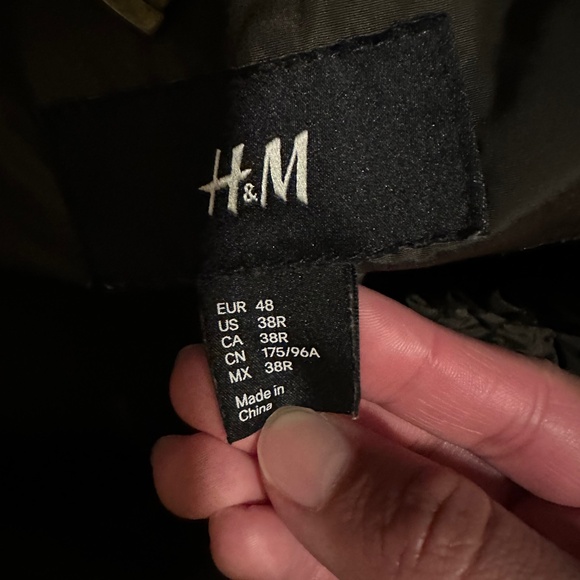 H&M
EUR 48
US 38R
CA 38R
CN 175/96A
MX 38R
Made in
China